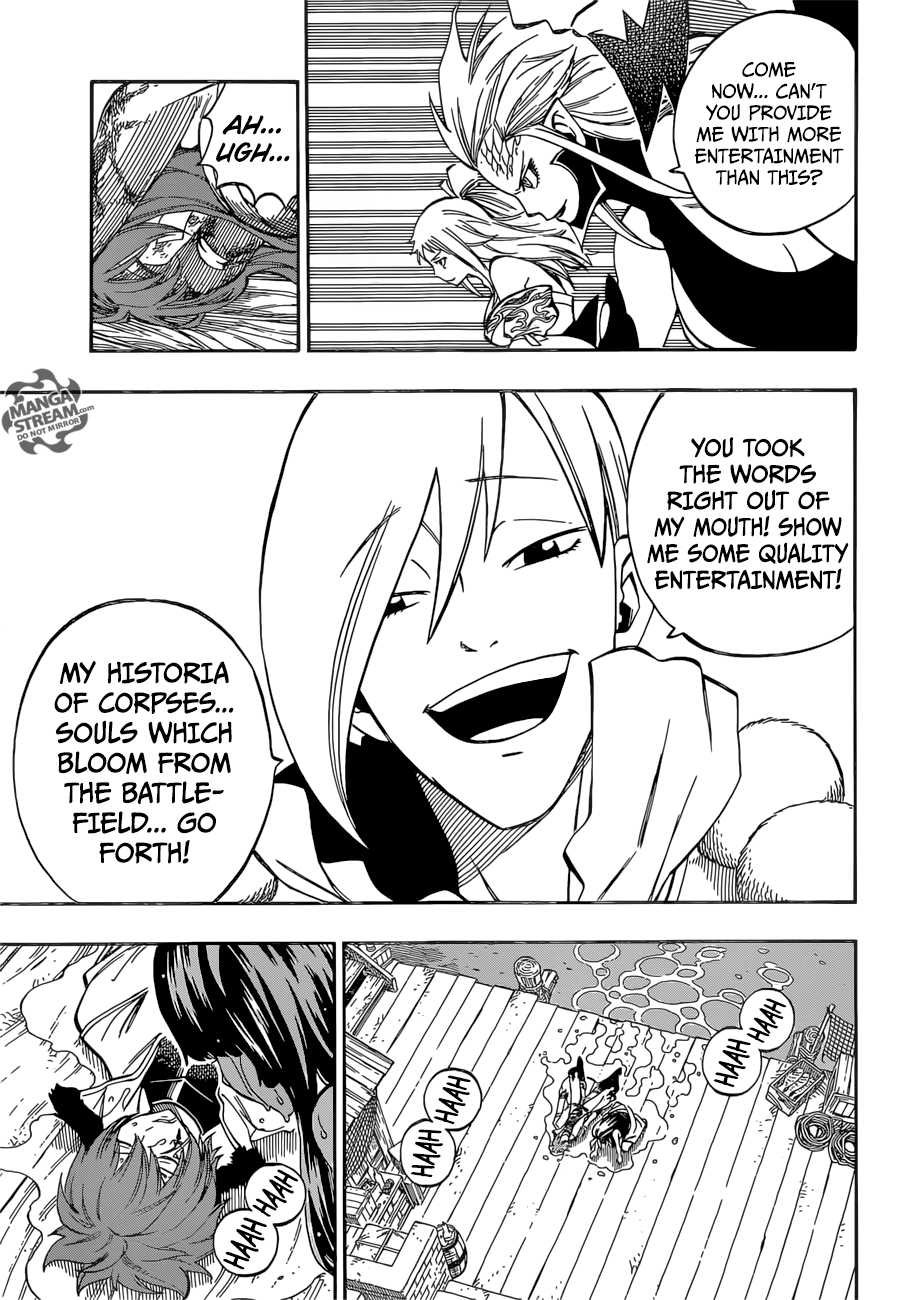 COME
NOW... CAN'T
YOU PROVIDE
ME WITH MORE
ENTERTAINMENT
THAN THIS?
AH...
UGH...
MANGA
STREAM.com
DO NOT MIRROR
YOU TOOK
THE WORDS
RIGHT OUT OF
MY MOUTH! SHOW
ME SOME QUALITY
ENTERTAINMENT!
MY HISTORIA
OF CORPSES...
SOULS WHICH
BLOOM FROM
THE BATTLE-
FIELD... GO
FORTH!
HAAH HAAH
HAAH HAAH
HAAH HAAH
HAAH HAAH